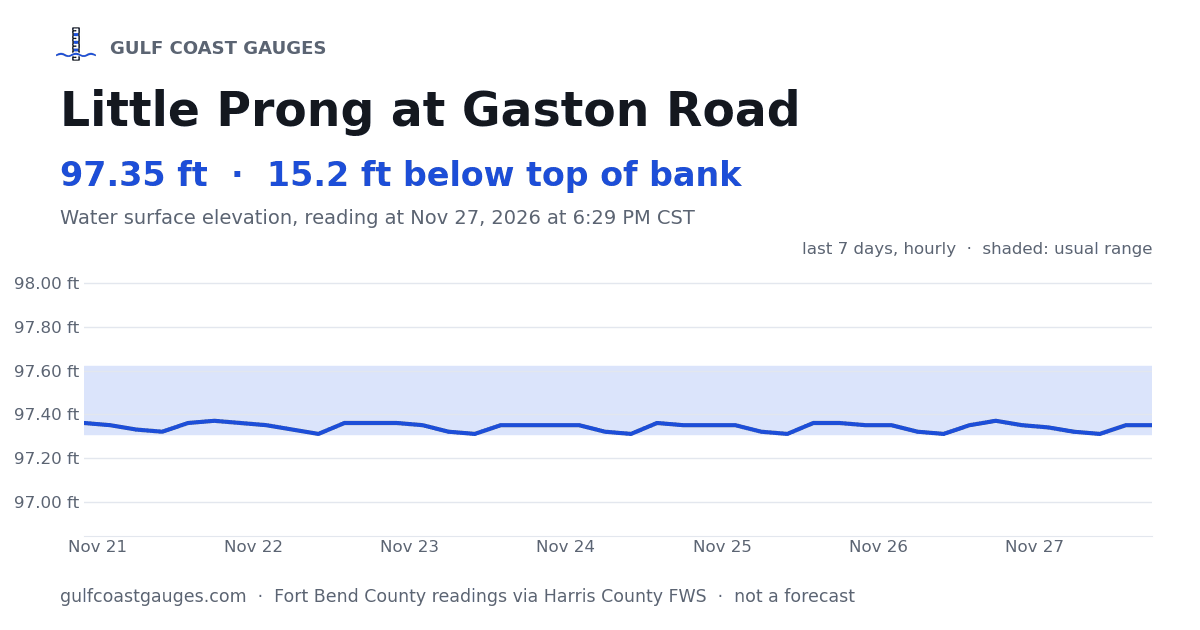 GULF COAST GAUGES
Little Prong at Gaston Road
97.35 ft · 15.2 ft below top of bank
Water surface elevation, reading at Nov 27, 2026 at 6:29 PM CST
last 7 days, hourly · shaded: usual range
98.00 ft
97.80 ft
97.60 ft
97.40 ft
97.20 ft
97.00 ft
Nov 21 Nov 22 Nov 23 Nov 24 Nov 25 Nov 26 Nov 27
gulfcoastgauges.com · Fort Bend County readings via Harris County FWS · not a forecast